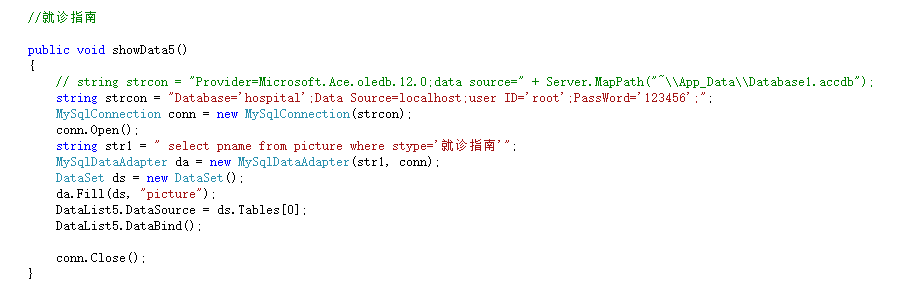 //就诊指南
public void showData5()
{
// string strcon = "Provider=Microsoft.Ace.oledb.12.0;data source=" + Server.MapPath("~\\App_Data\\Database1.accdb");
string strcon = "Database='hospital';Data Source=localhost;user ID='root';PassWord='123456';";
MySqlConnection conn = new MySqlConnection(strcon);
conn.Open();
string str1 = " select pname from picture where stype='就诊指南'";
MySqlDataAdapter da = new MySqlDataAdapter(str1, conn);
DataSet ds = new DataSet();
da.Fill(ds, "picture");
DataList5.DataSource = ds.Tables[0];
DataList5.DataBind();
conn.Close();
}